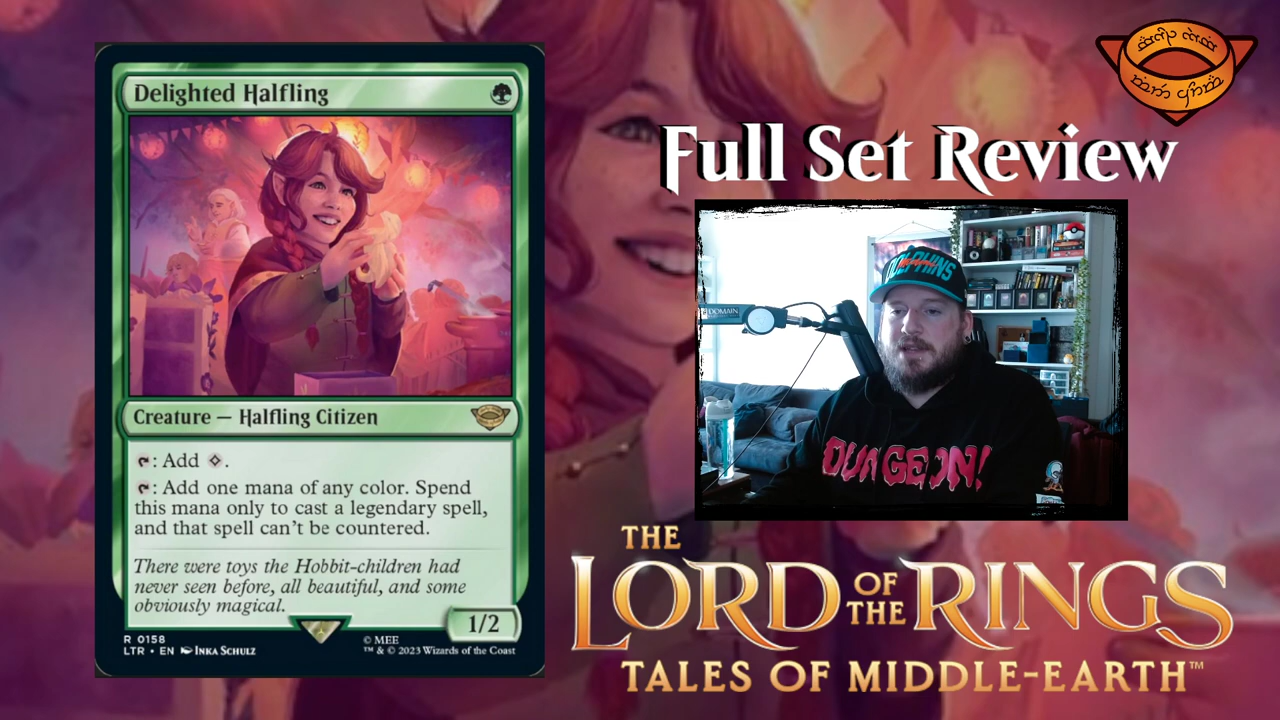 Delighted Halfling
Creature — Halfling Citizen
: Add .
: Add one mana of any color. Spend
this mana only to cast a legendary spell,
and that spell can't be countered.
There were toys the Hobbit-children had
never seen before, all beautiful, and some
obviously magical.
1/2
R 0158
LTR • EN INKA SCHULZ
© MEE
™ & © 2023 Wizards of the Coast
Full Set Review
DOLPHINS
DOMAIN
DUNGEON!
THE
LORD OF THE RINGS
TALES OF MIDDLE-EARTH™